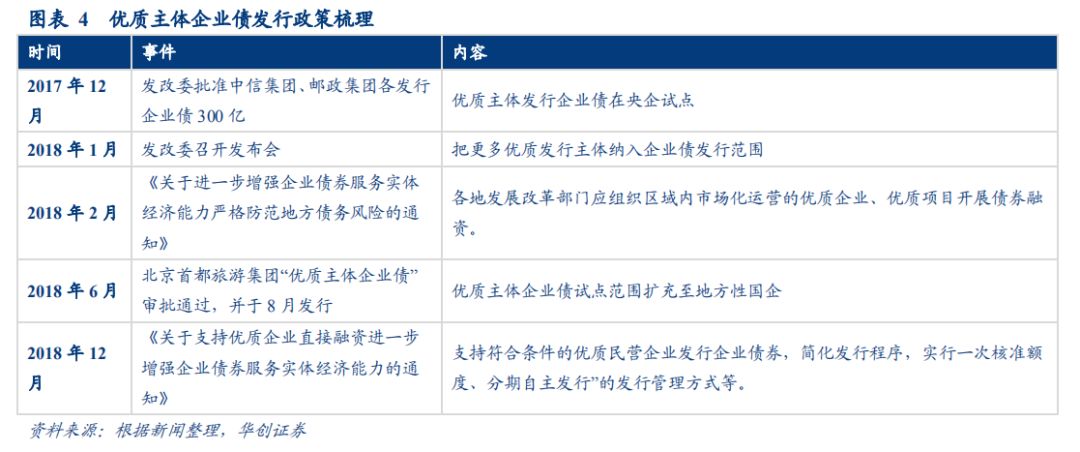 图表 4 优质主体企业债发行政策梳理
时间 事件 内容
2017 年 12
月
发改委批准中信集团、邮政集团各发行
企业债 300 亿
优质主体发行企业债在央企试点
2018 年 1 月
发改委召开发布会
把更多优质发行主体纳入企业债发行范围
2018 年 2 月
《关于进一步增强企业债券服务实体
经济能力严格防范地方债务风险的通
知》
各地发展改革部门应组织区域内市场化运营的优质企业、优质项目开展债券融
资。
2018 年 6 月
北京首都旅游集团“优质主体企业债”
审批通过，并于 8 月发行
优质主体企业债试点范围扩充至地方性国企
2018 年 12
月
《关于支持优质企业直接融资进一步
增强企业债券服务实体经济能力的通
知》
支持符合条件的优质民营企业发行企业债券，简化发行程序，实行一次核准额
度、分期自主发行”的发行管理方式等。
资料来源：根据新闻整理，华创证券